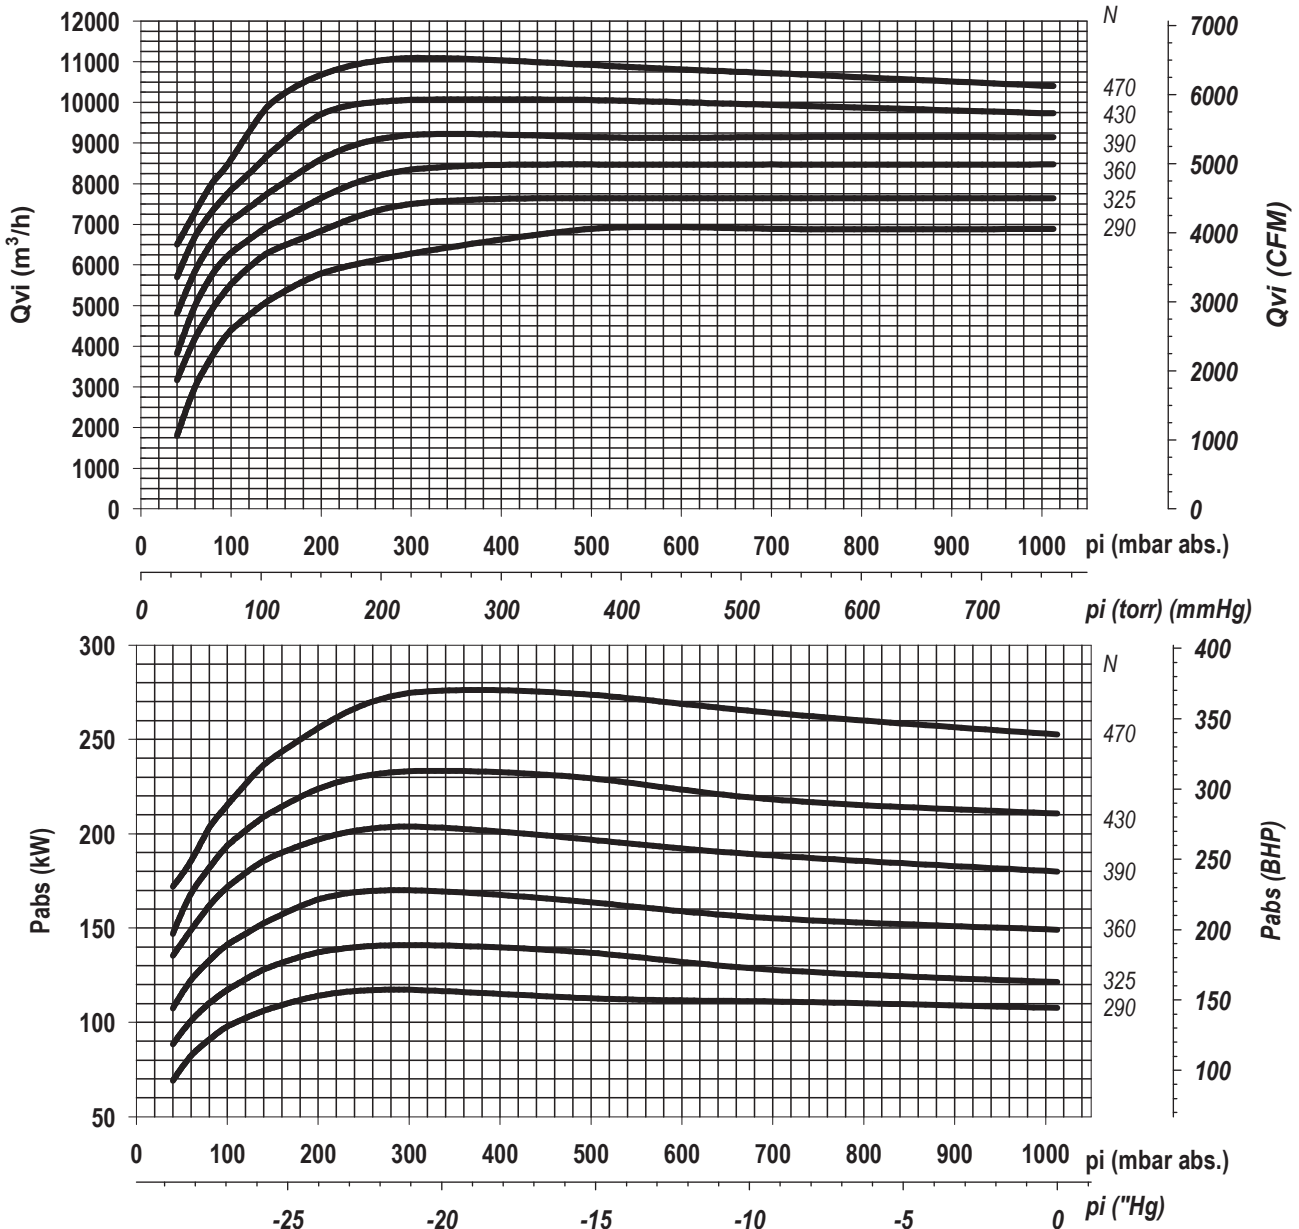 12000 N 7000
11000
10000 470 6000
9000 430
8000 390 5000
7000 360
6000 325 4000
5000 290
4000 3000
3000 2000
2000
1000 1000
0 0
Qvi (m³/h)
Qvi (CFM)
0 100 200 300 400 500 600 700 800 900 1000 pi (mbar abs.)
0 100 200 300 400 500 600 700 pi (torr) (mmHg)
300 N 400
250 470 350
300
200 430 250
390
150 360 200
325 150
100 290 100
50
Pabs (kW)
Pabs (BHP)
0 100 200 300 400 500 600 700 800 900 1000 pi (mbar abs.)
-25 -20 -15 -10 -5 0 pi ("Hg)